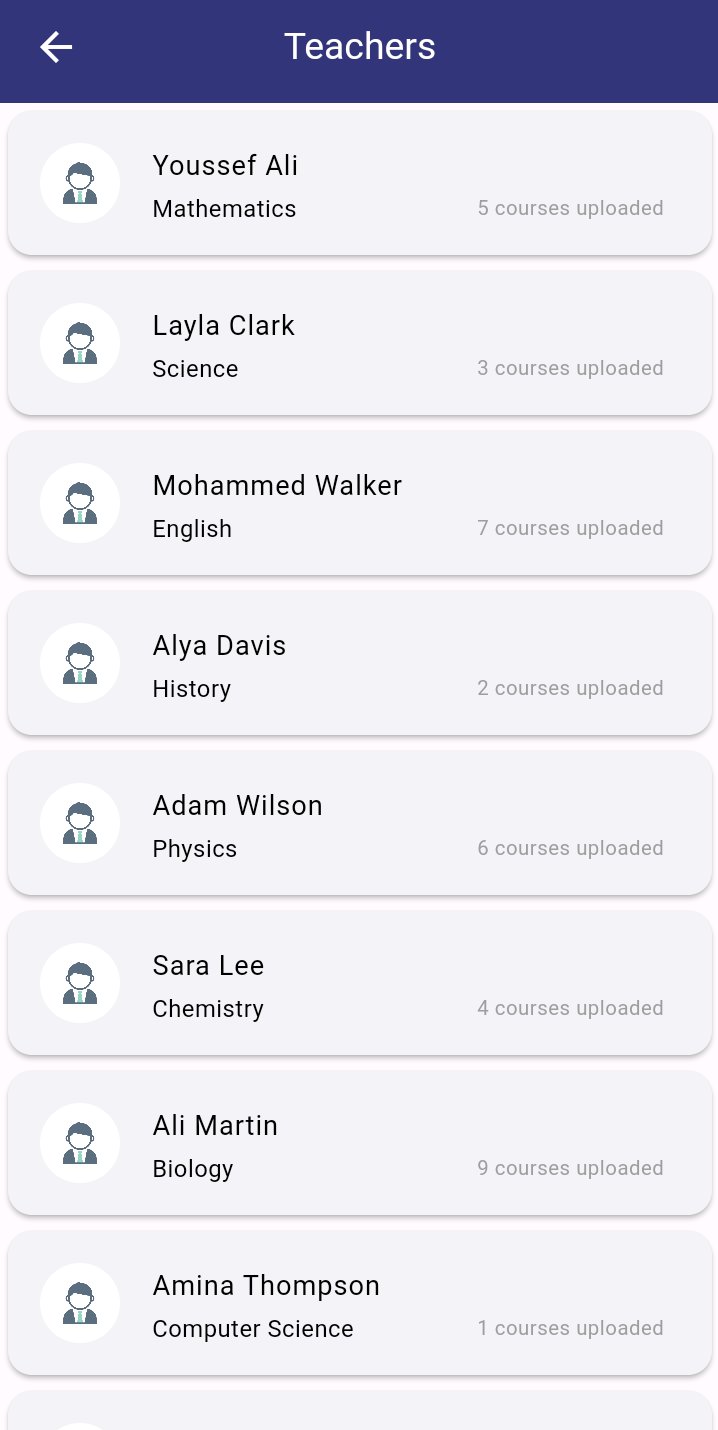 Teachers
Youssef Ali
Mathematics 5 courses uploaded
Layla Clark
Science 3 courses uploaded
Mohammed Walker
English 7 courses uploaded
Alya Davis
History 2 courses uploaded
Adam Wilson
Physics 6 courses uploaded
Sara Lee
Chemistry 4 courses uploaded
Ali Martin
Biology 9 courses uploaded
Amina Thompson
Computer Science 1 courses uploaded